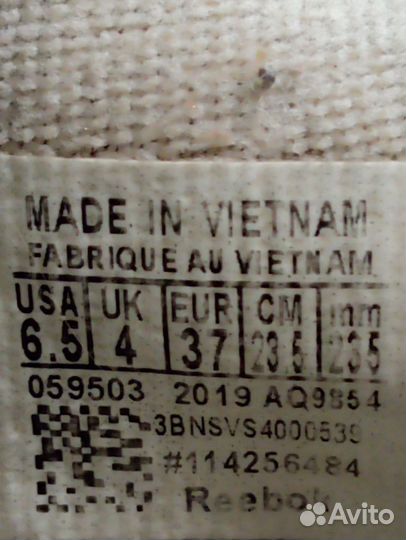 MADE IN VIETNAM
FABRIQUE AU VIETNAM
USA UK EUR CM mm
6.5 4 37 23.5 235
059503 2019 AQ9854
3BNSVS4000539
#114256484
Reebok
Avito